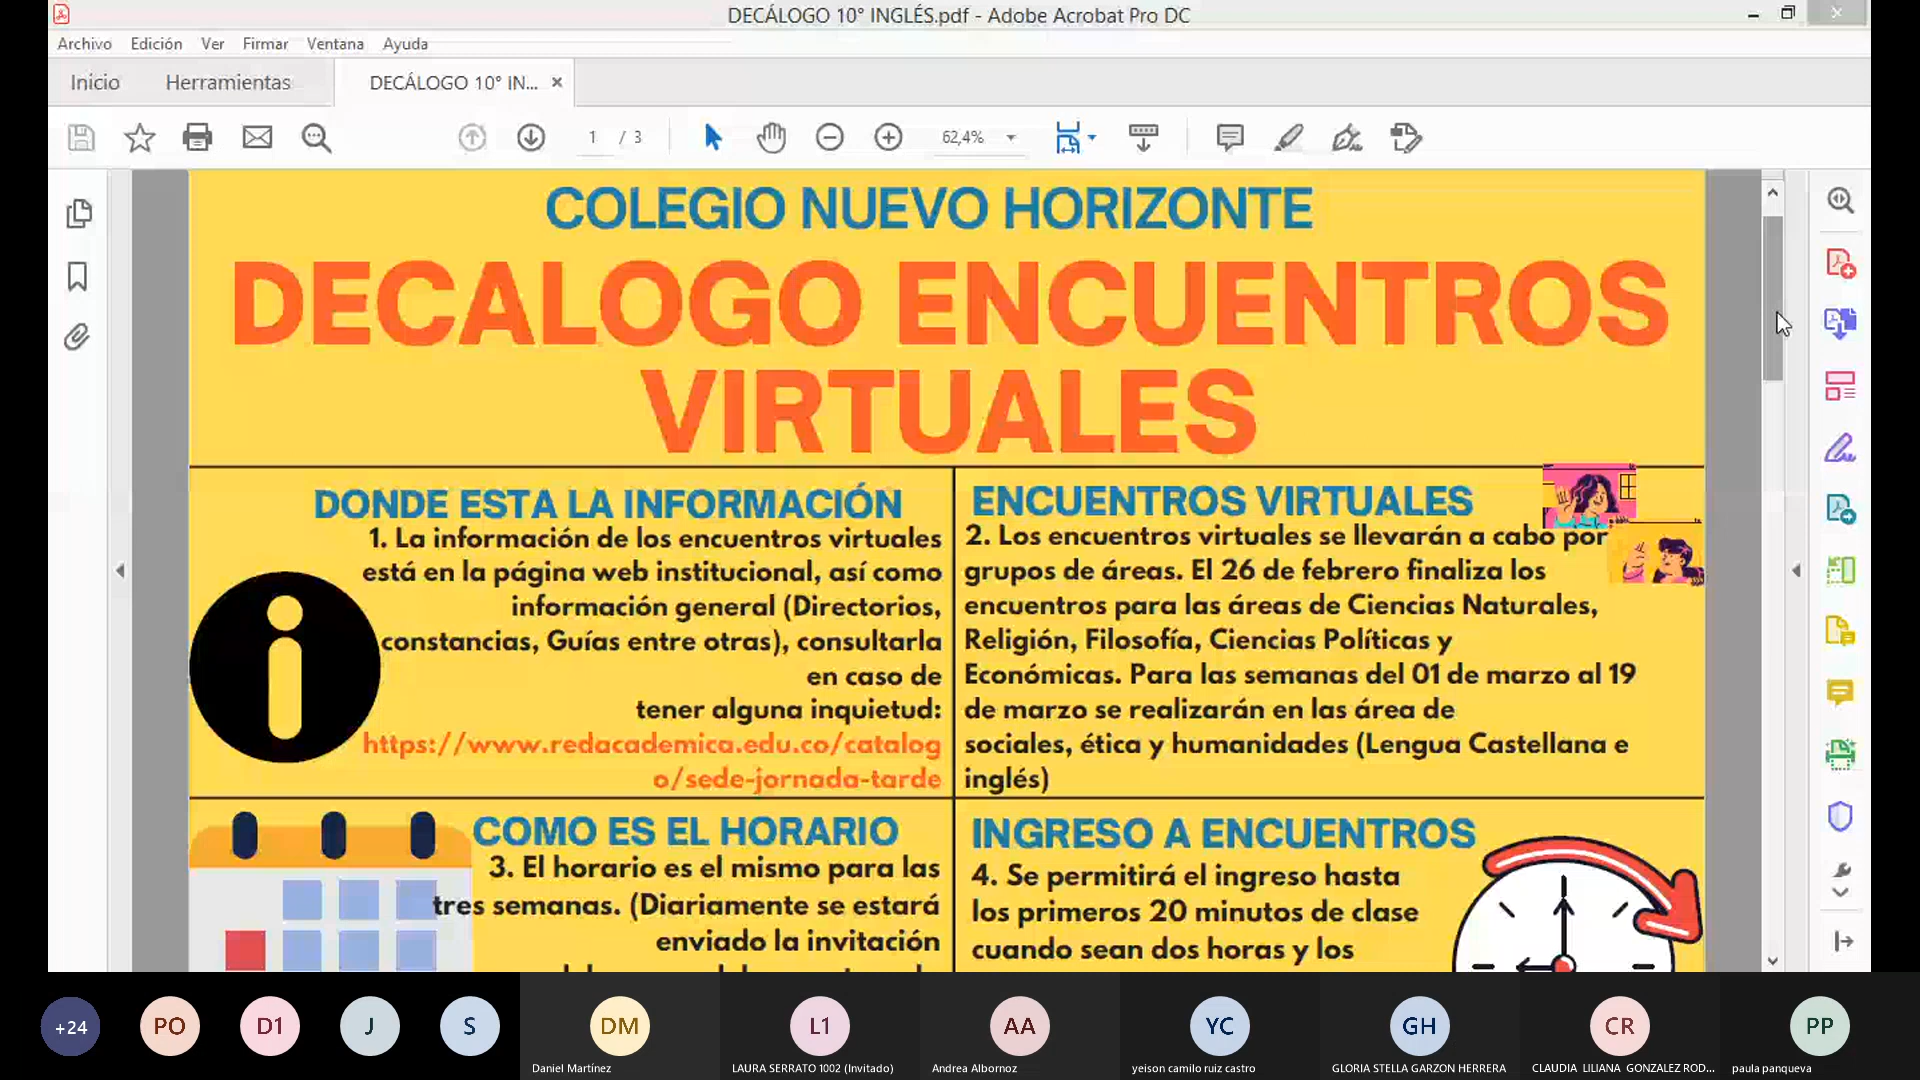 DECÁLOGO 10° INGLÉS.pdf - Adobe Acrobat Pro DC
Archivo Edición Ver Firmar Ventana Ayuda
Inicio Herramientas DECÁLOGO 10° IN... ×
1 / 3 62,4%
COLEGIO NUEVO HORIZONTE
DECALOGO ENCUENTROS
VIRTUALES
DONDE ESTA LA INFORMACIÓN
1. La información de los encuentros virtuales
está en la página web institucional, así como
información general (Directorios,
constancias, Guías entre otras), consultarla
en caso de
tener alguna inquietud:
https://www.redacademica.edu.co/catalog
o/sede-jornada-tarde
ENCUENTROS VIRTUALES
2. Los encuentros virtuales se llevarán a cabo por
grupos de áreas. El 26 de febrero finaliza los
encuentros para las áreas de Ciencias Naturales,
Religión, Filosofía, Ciencias Políticas y
Económicas. Para las semanas del 01 de marzo al 19
de marzo se realizarán en las área de
sociales, ética y humanidades (Lengua Castellana e
inglés)
COMO ES EL HORARIO
3. El horario es el mismo para las
tres semanas. (Diariamente se estará
enviado la invitación
INGRESO A ENCUENTROS
4. Se permitirá el ingreso hasta
los primeros 20 minutos de clase
cuando sean dos horas y los
+24 PO D1 J S DM L1 AA YC GH CR PP
Daniel Martínez LAURA SERRATO 1002 (Invitado) Andrea Albornoz yeison camilo ruiz castro GLORIA STELLA GARZON HERRERA CLAUDIA LILIANA GONZALEZ ROD... paula panqueva